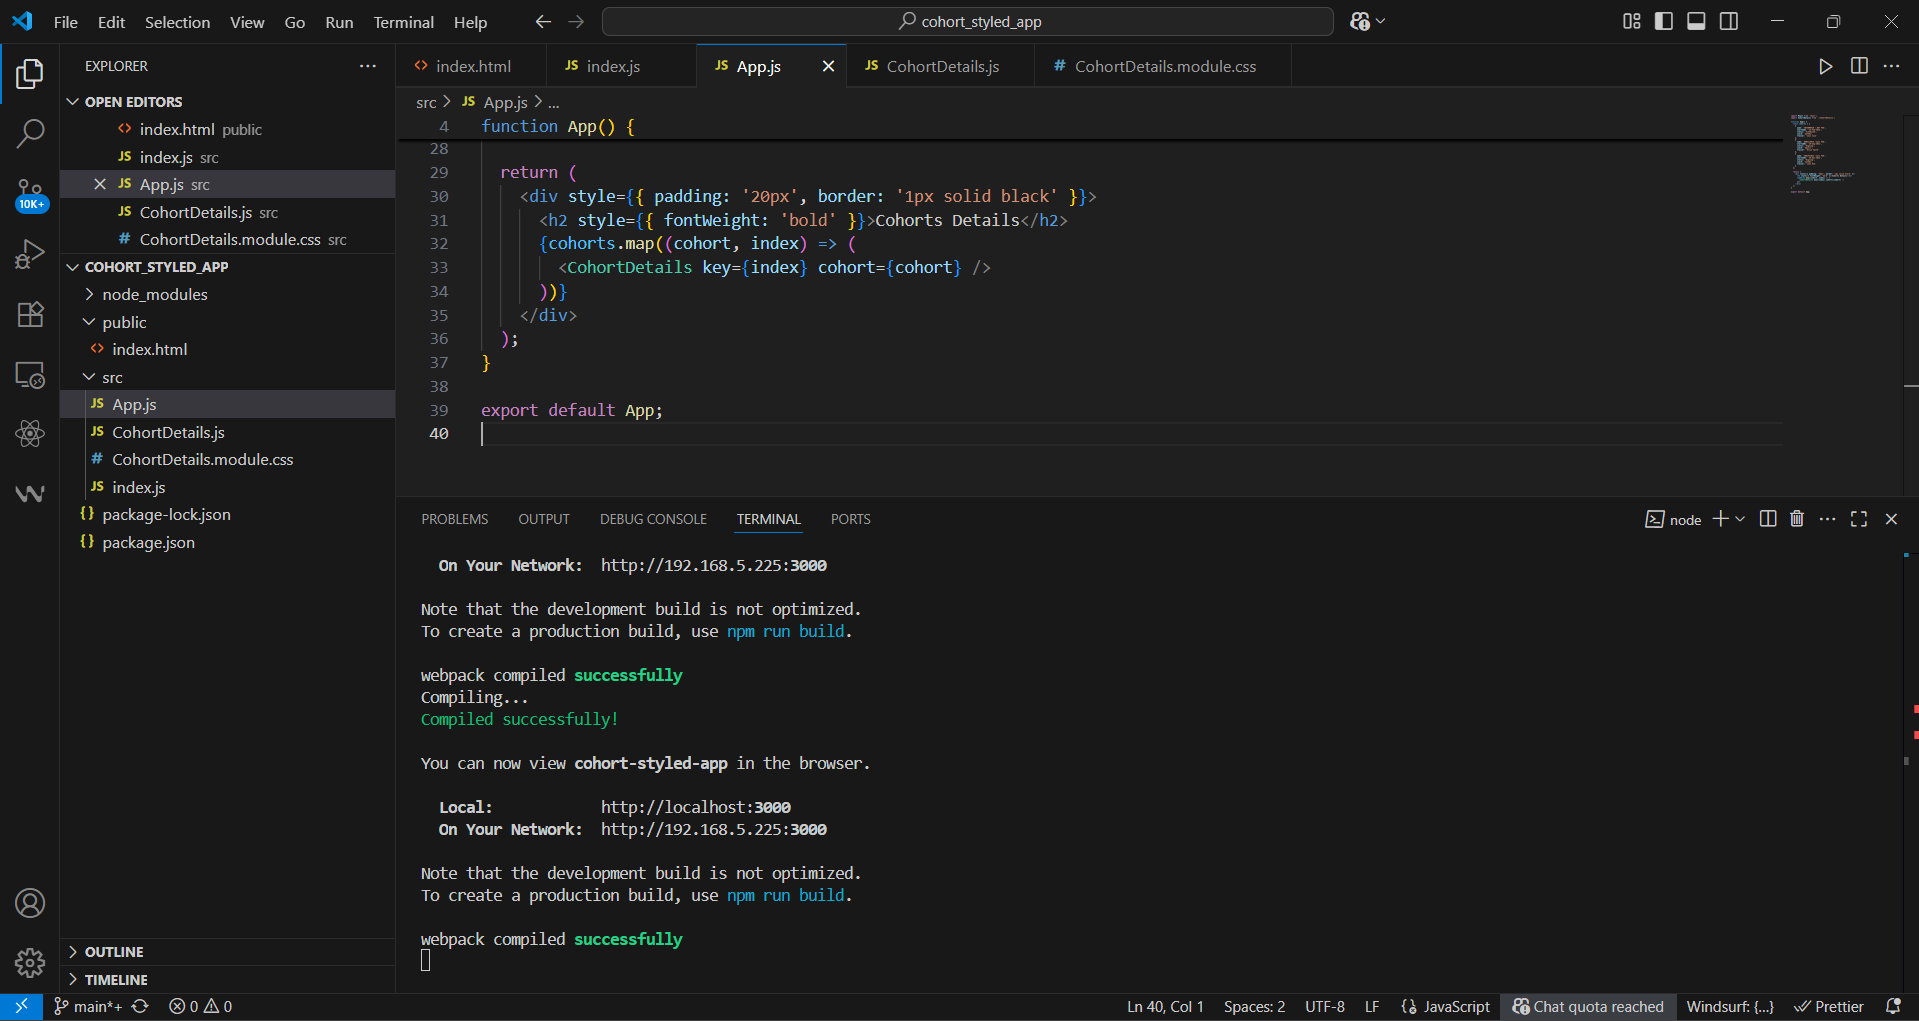 File Edit Selection View Go Run Terminal Help
cohort_styled_app
EXPLORER
OPEN EDITORS
index.html public
JS index.js src
JS App.js src
JS CohortDetails.js src
# CohortDetails.module.css src
COHORT_STYLED_APP
node_modules
public
index.html
src
JS App.js
JS CohortDetails.js
# CohortDetails.module.css
JS index.js
{} package-lock.json
{} package.json
OUTLINE
TIMELINE
10K+
index.html JS index.js JS App.js JS CohortDetails.js # CohortDetails.module.css
src > JS App.js > ...
4 function App() {
28
29 return (
30 <div style={{ padding: '20px', border: '1px solid black' }}>
31 <h2 style={{ fontWeight: 'bold' }}>Cohorts Details</h2>
32 {cohorts.map((cohort, index) => (
33 <CohortDetails key={index} cohort={cohort} />
34 ))}
35 </div>
36 );
37 }
38
39 export default App;
40
PROBLEMS OUTPUT DEBUG CONSOLE TERMINAL PORTS
node
On Your Network: http://192.168.5.225:3000
Note that the development build is not optimized.
To create a production build, use npm run build.
webpack compiled successfully
Compiling...
Compiled successfully!
You can now view cohort-styled-app in the browser.
Local: http://localhost:3000
On Your Network: http://192.168.5.225:3000
Note that the development build is not optimized.
To create a production build, use npm run build.
webpack compiled successfully
main*+ 0 0 Ln 40, Col 1 Spaces: 2 UTF-8 LF {} JavaScript Chat quota reached Windsurf: {...} Prettier